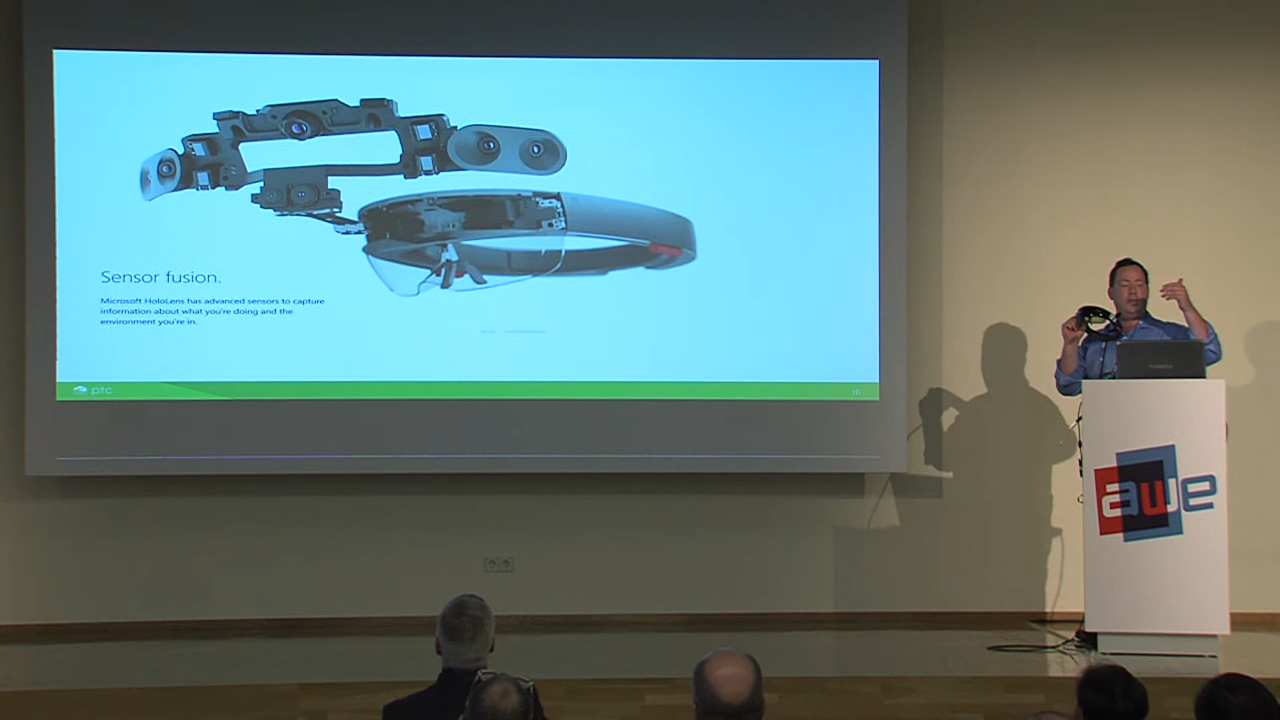 Sensor fusion.
Microsoft HoloLens has advanced sensors to capture
information about what you're doing and the
environment you're in.
ptc
awe